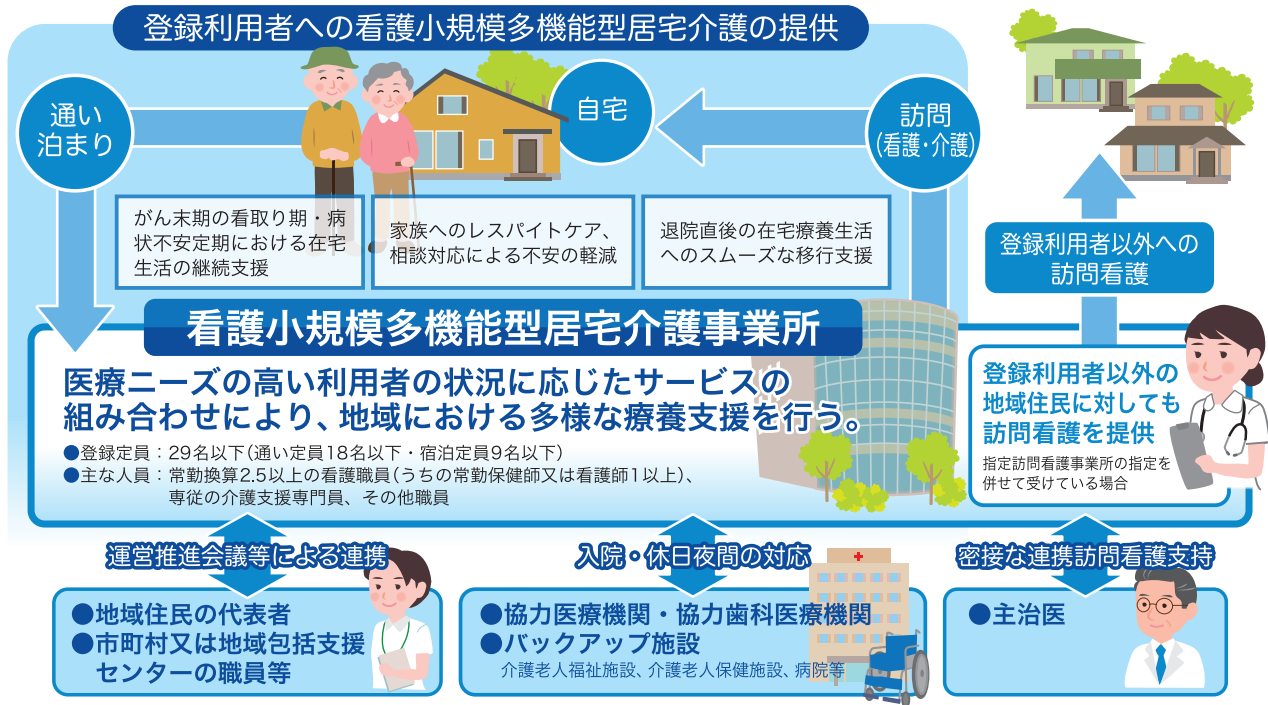 登録利用者への看護小規模多機能型居宅介護の提供
通い
泊まり
自宅
訪問
(看護・介護)
がん末期の看取り期・病
状不安定期における在宅
生活の継続支援
家族へのレスパイトケア、
相談対応による不安の軽減
退院直後の在宅療養生活
へのスムーズな移行支援
登録利用者以外への
訪問看護
看護小規模多機能型居宅介護事業所
医療ニーズの高い利用者の状況に応じたサービスの
組み合わせにより、地域における多様な療養支援を行う。
●登録定員：29名以下(通い定員18名以下・宿泊定員9名以下)
●主な人員：常勤換算2.5以上の看護職員(うちの常勤保健師又は看護師1以上)、
専従の介護支援専門員、その他職員
登録利用者以外の
地域住民に対しても
訪問看護を提供
指定訪問看護事業所の指定を
併せて受けている場合
運営推進会議等による連携
●地域住民の代表者
●市町村又は地域包括支援
センターの職員等
入院・休日夜間の対応
●協力医療機関・協力歯科医療機関
●バックアップ施設
介護老人福祉施設、介護老人保健施設、病院等
密接な連携訪問看護支持
●主治医